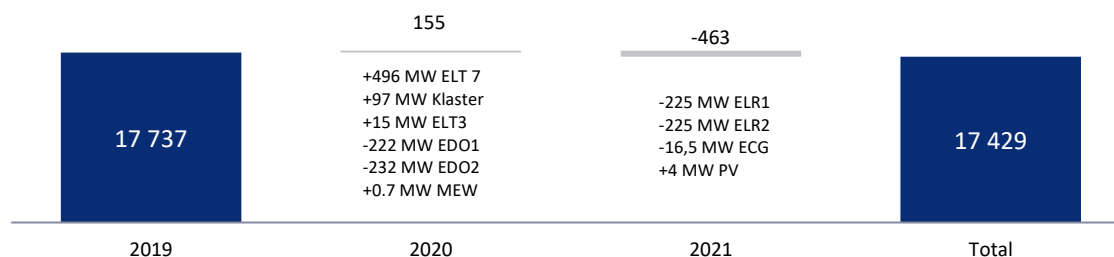 155
-463
17 737
+496 MW ELT 7
+97 MW Klaster
+15 MW ELT3
-222 MW EDO1
-232 MW EDO2
+0.7 MW MEW
-225 MW ELR1
-225 MW ELR2
-16,5 MW ECG
+4 MW PV
17 429
2019
2020
2021
Total